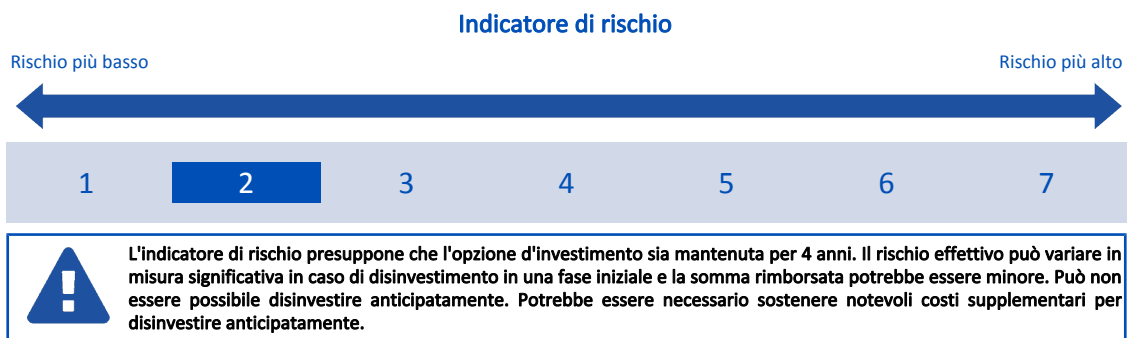 Indicatore di rischio
Rischio più basso
Rischio più alto
1 2 3 4 5 6 7
L'indicatore di rischio presuppone che l'opzione d'investimento sia mantenuta per 4 anni. Il rischio effettivo può variare in
misura significativa in caso di disinvestimento in una fase iniziale e la somma rimborsata potrebbe essere minore. Può non
essere possibile disinvestire anticipatamente. Potrebbe essere necessario sostenere notevoli costi supplementari per
disinvestire anticipatamente.